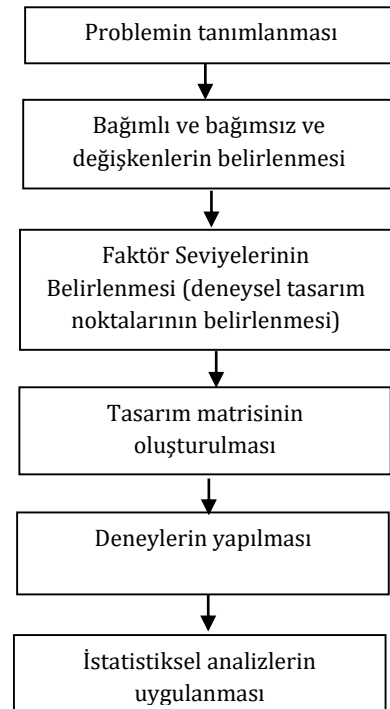 Problemin tanımlanması
Bağımlı ve bağımsız ve
değişkenlerin belirlenmesi
Faktör Seviyelerinin
Belirlenmesi (deneysel tasarım
noktalarının belirlenmesi)
Tasarım matrisinin
oluşturulması
Deneylerin yapılması
İstatistiksel analizlerin
uygulanması